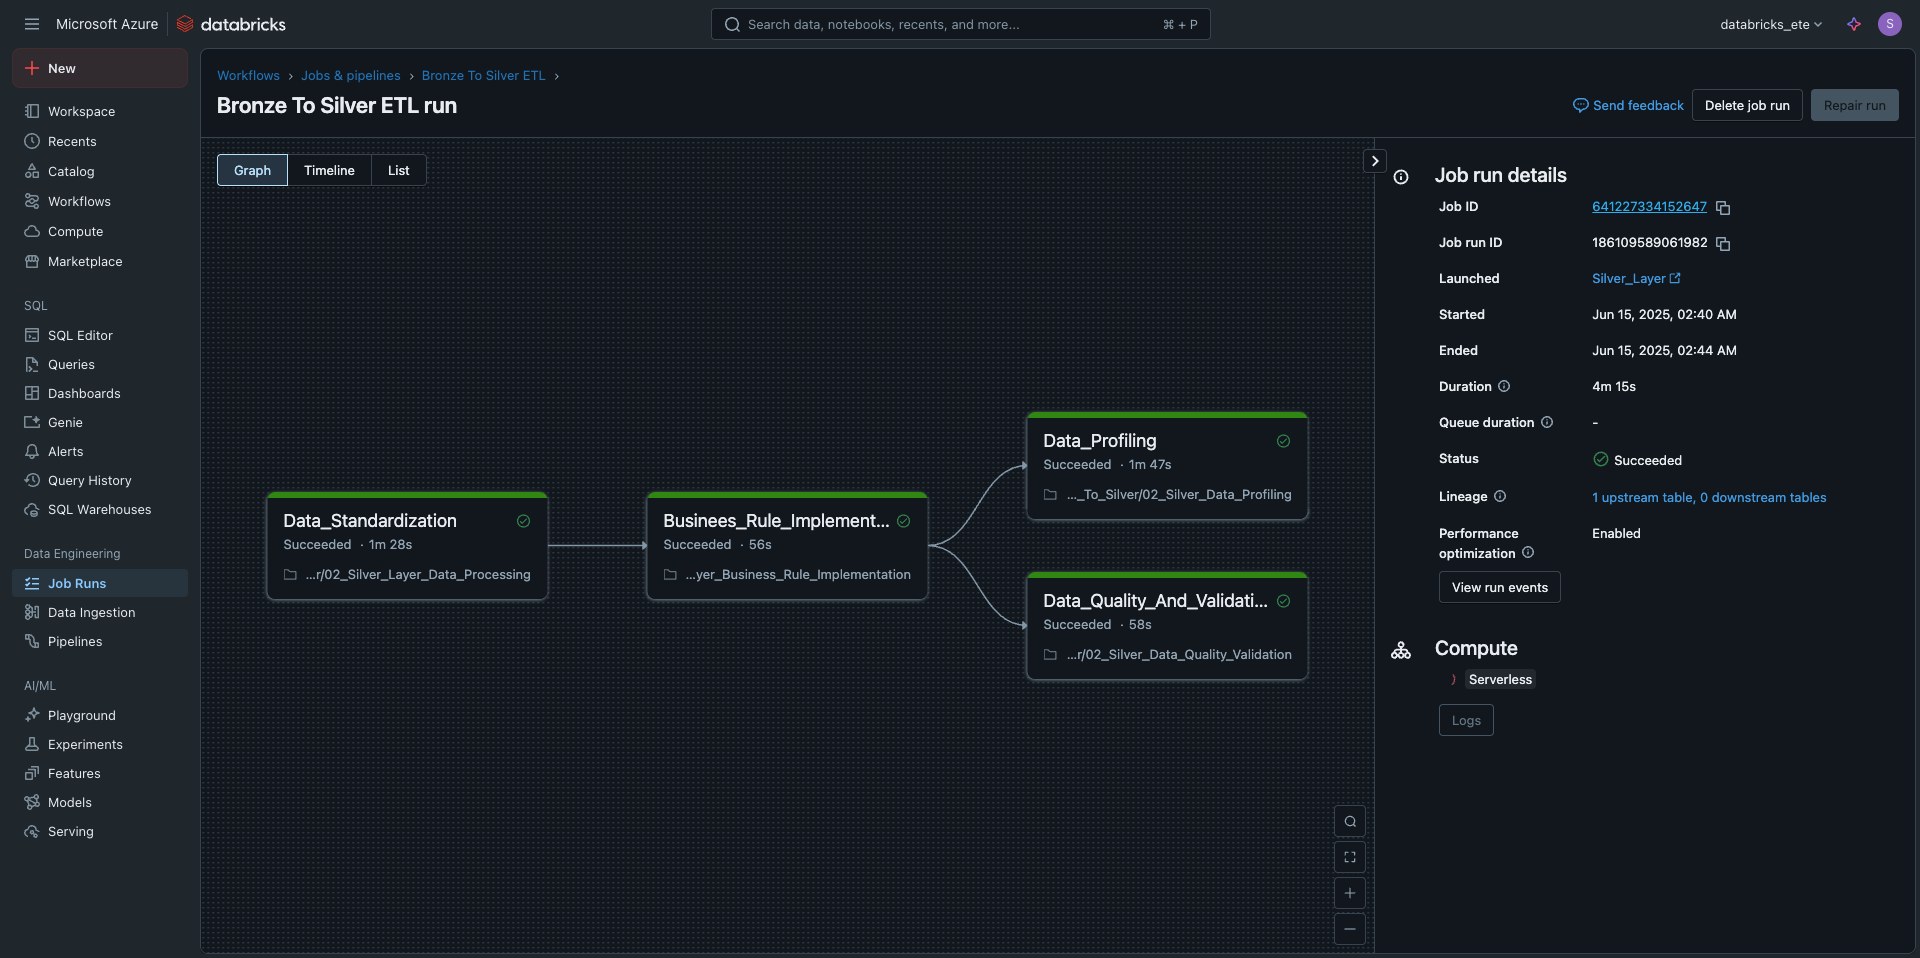 Microsoft Azure
databricks
Search data, notebooks, recents, and more...
⌘ + P
databricks_ete
S
New
Workspace
Recents
Catalog
Workflows
Compute
Marketplace
SQL
SQL Editor
Queries
Dashboards
Genie
Alerts
Query History
SQL Warehouses
Data Engineering
Job Runs
Data Ingestion
Pipelines
AI/ML
Playground
Experiments
Features
Models
Serving
Workflows › Jobs & pipelines › Bronze To Silver ETL ›
Bronze To Silver ETL run
Send feedback
Delete job run
Repair run
Graph
Timeline
List
Data_Standardization
Succeeded · 1m 28s
...r/02_Silver_Layer_Data_Processing
Businees_Rule_Implement...
Succeeded · 56s
...yer_Business_Rule_Implementation
Data_Profiling
Succeeded · 1m 47s
..._To_Silver/02_Silver_Data_Profiling
Data_Quality_And_Validati...
Succeeded · 58s
...r/02_Silver_Data_Quality_Validation
Job run details
Job ID 641227334152647
Job run ID 186109589061982
Launched Silver_Layer
Started Jun 15, 2025, 02:40 AM
Ended Jun 15, 2025, 02:44 AM
Duration 4m 15s
Queue duration -
Status Succeeded
Lineage 1 upstream table, 0 downstream tables
Performance Enabled
optimization
View run events
Compute
Serverless
Logs